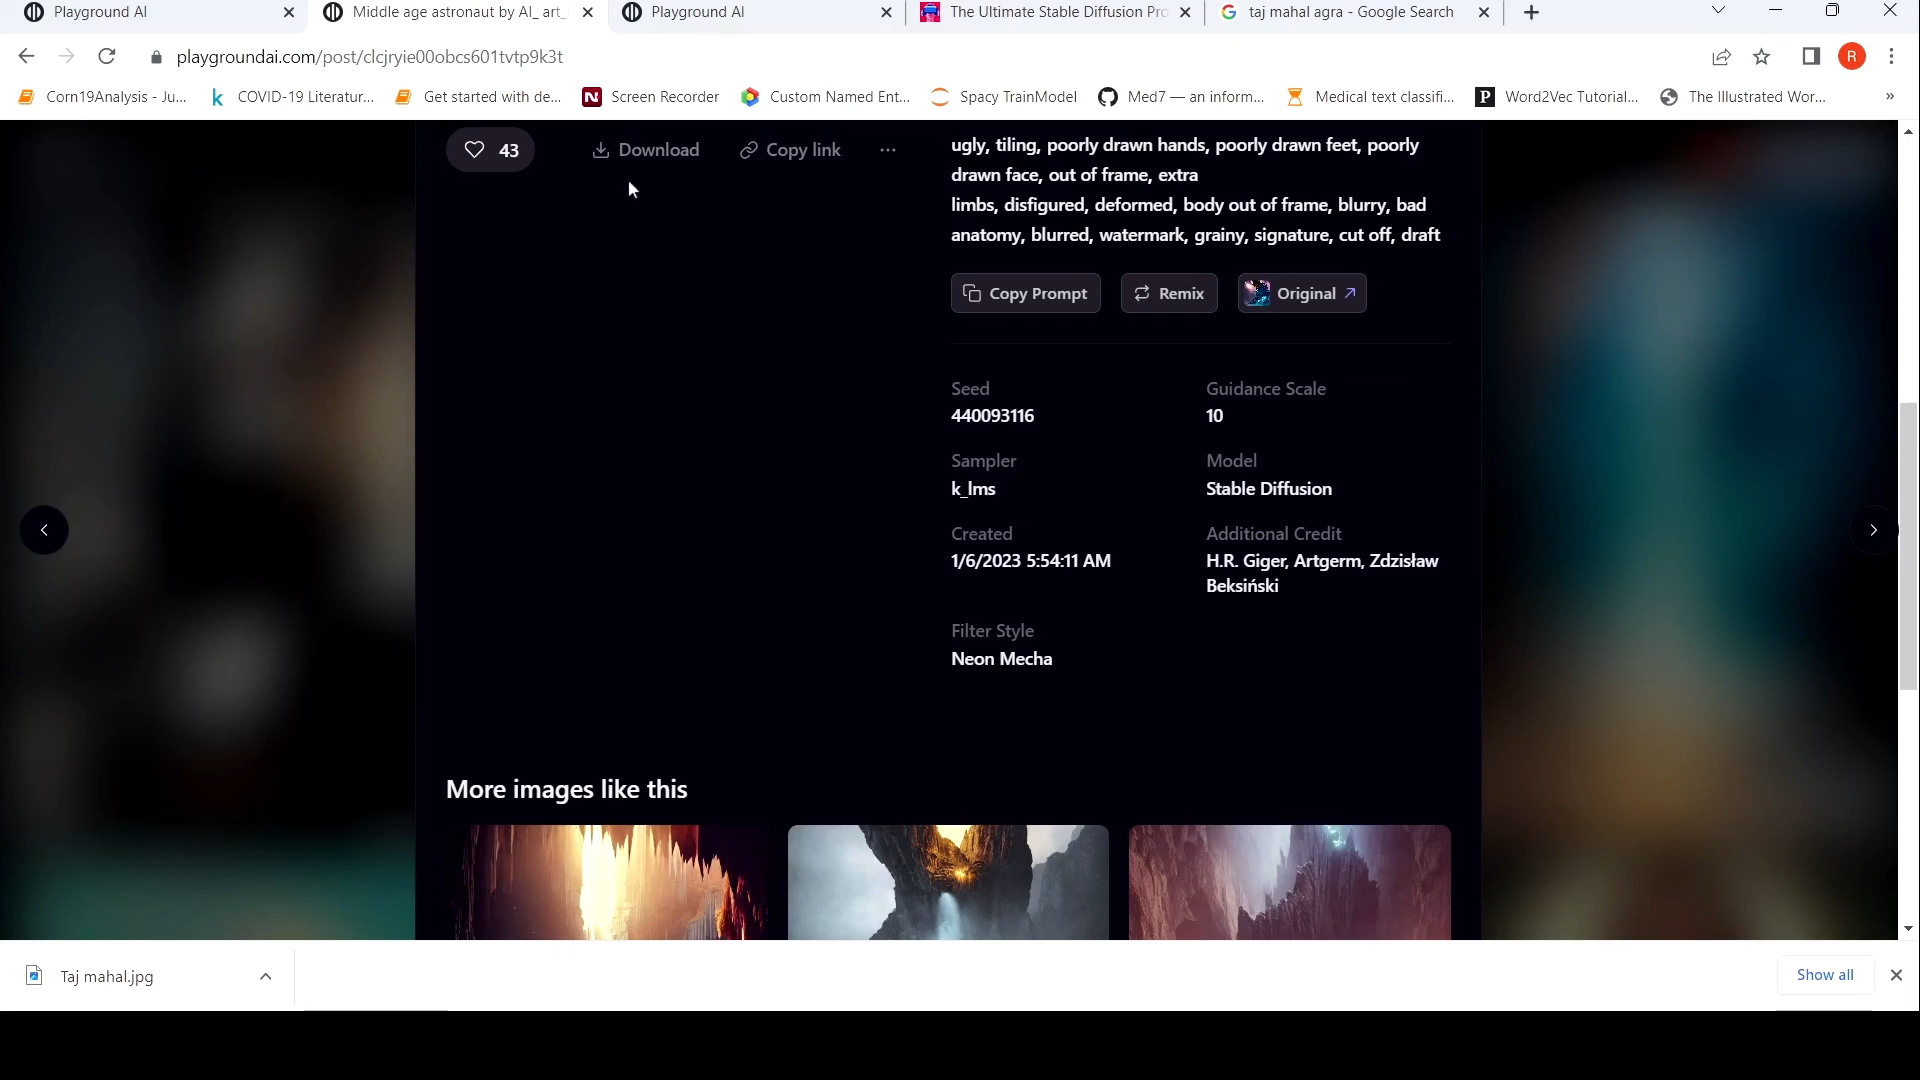 Playground AI
Middle age astronaut by AI_art_
Playground AI
The Ultimate Stable Diffusion Pro
taj mahal agra - Google Search
playgroundai.com/post/clcjryie00obcs601tvtp9k3t
R
Corn19Analysis - Ju...
COVID-19 Literatur...
Get started with de...
Screen Recorder
Custom Named Ent...
Spacy TrainModel
Med7 — an inform...
Medical text classifi...
Word2Vec Tutorial...
The Illustrated Wor...
»
43
Download
Copy link
ugly, tiling, poorly drawn hands, poorly drawn feet, poorly
drawn face, out of frame, extra
limbs, disfigured, deformed, body out of frame, blurry, bad
anatomy, blurred, watermark, grainy, signature, cut off, draft
Copy Prompt
Remix
Original
Seed
440093116
Guidance Scale
10
Sampler
k_lms
Model
Stable Diffusion
Created
1/6/2023 5:54:11 AM
Additional Credit
H.R. Giger, Artgerm, Zdzisław
Beksiński
Filter Style
Neon Mecha
More images like this
Taj mahal.jpg
Show all